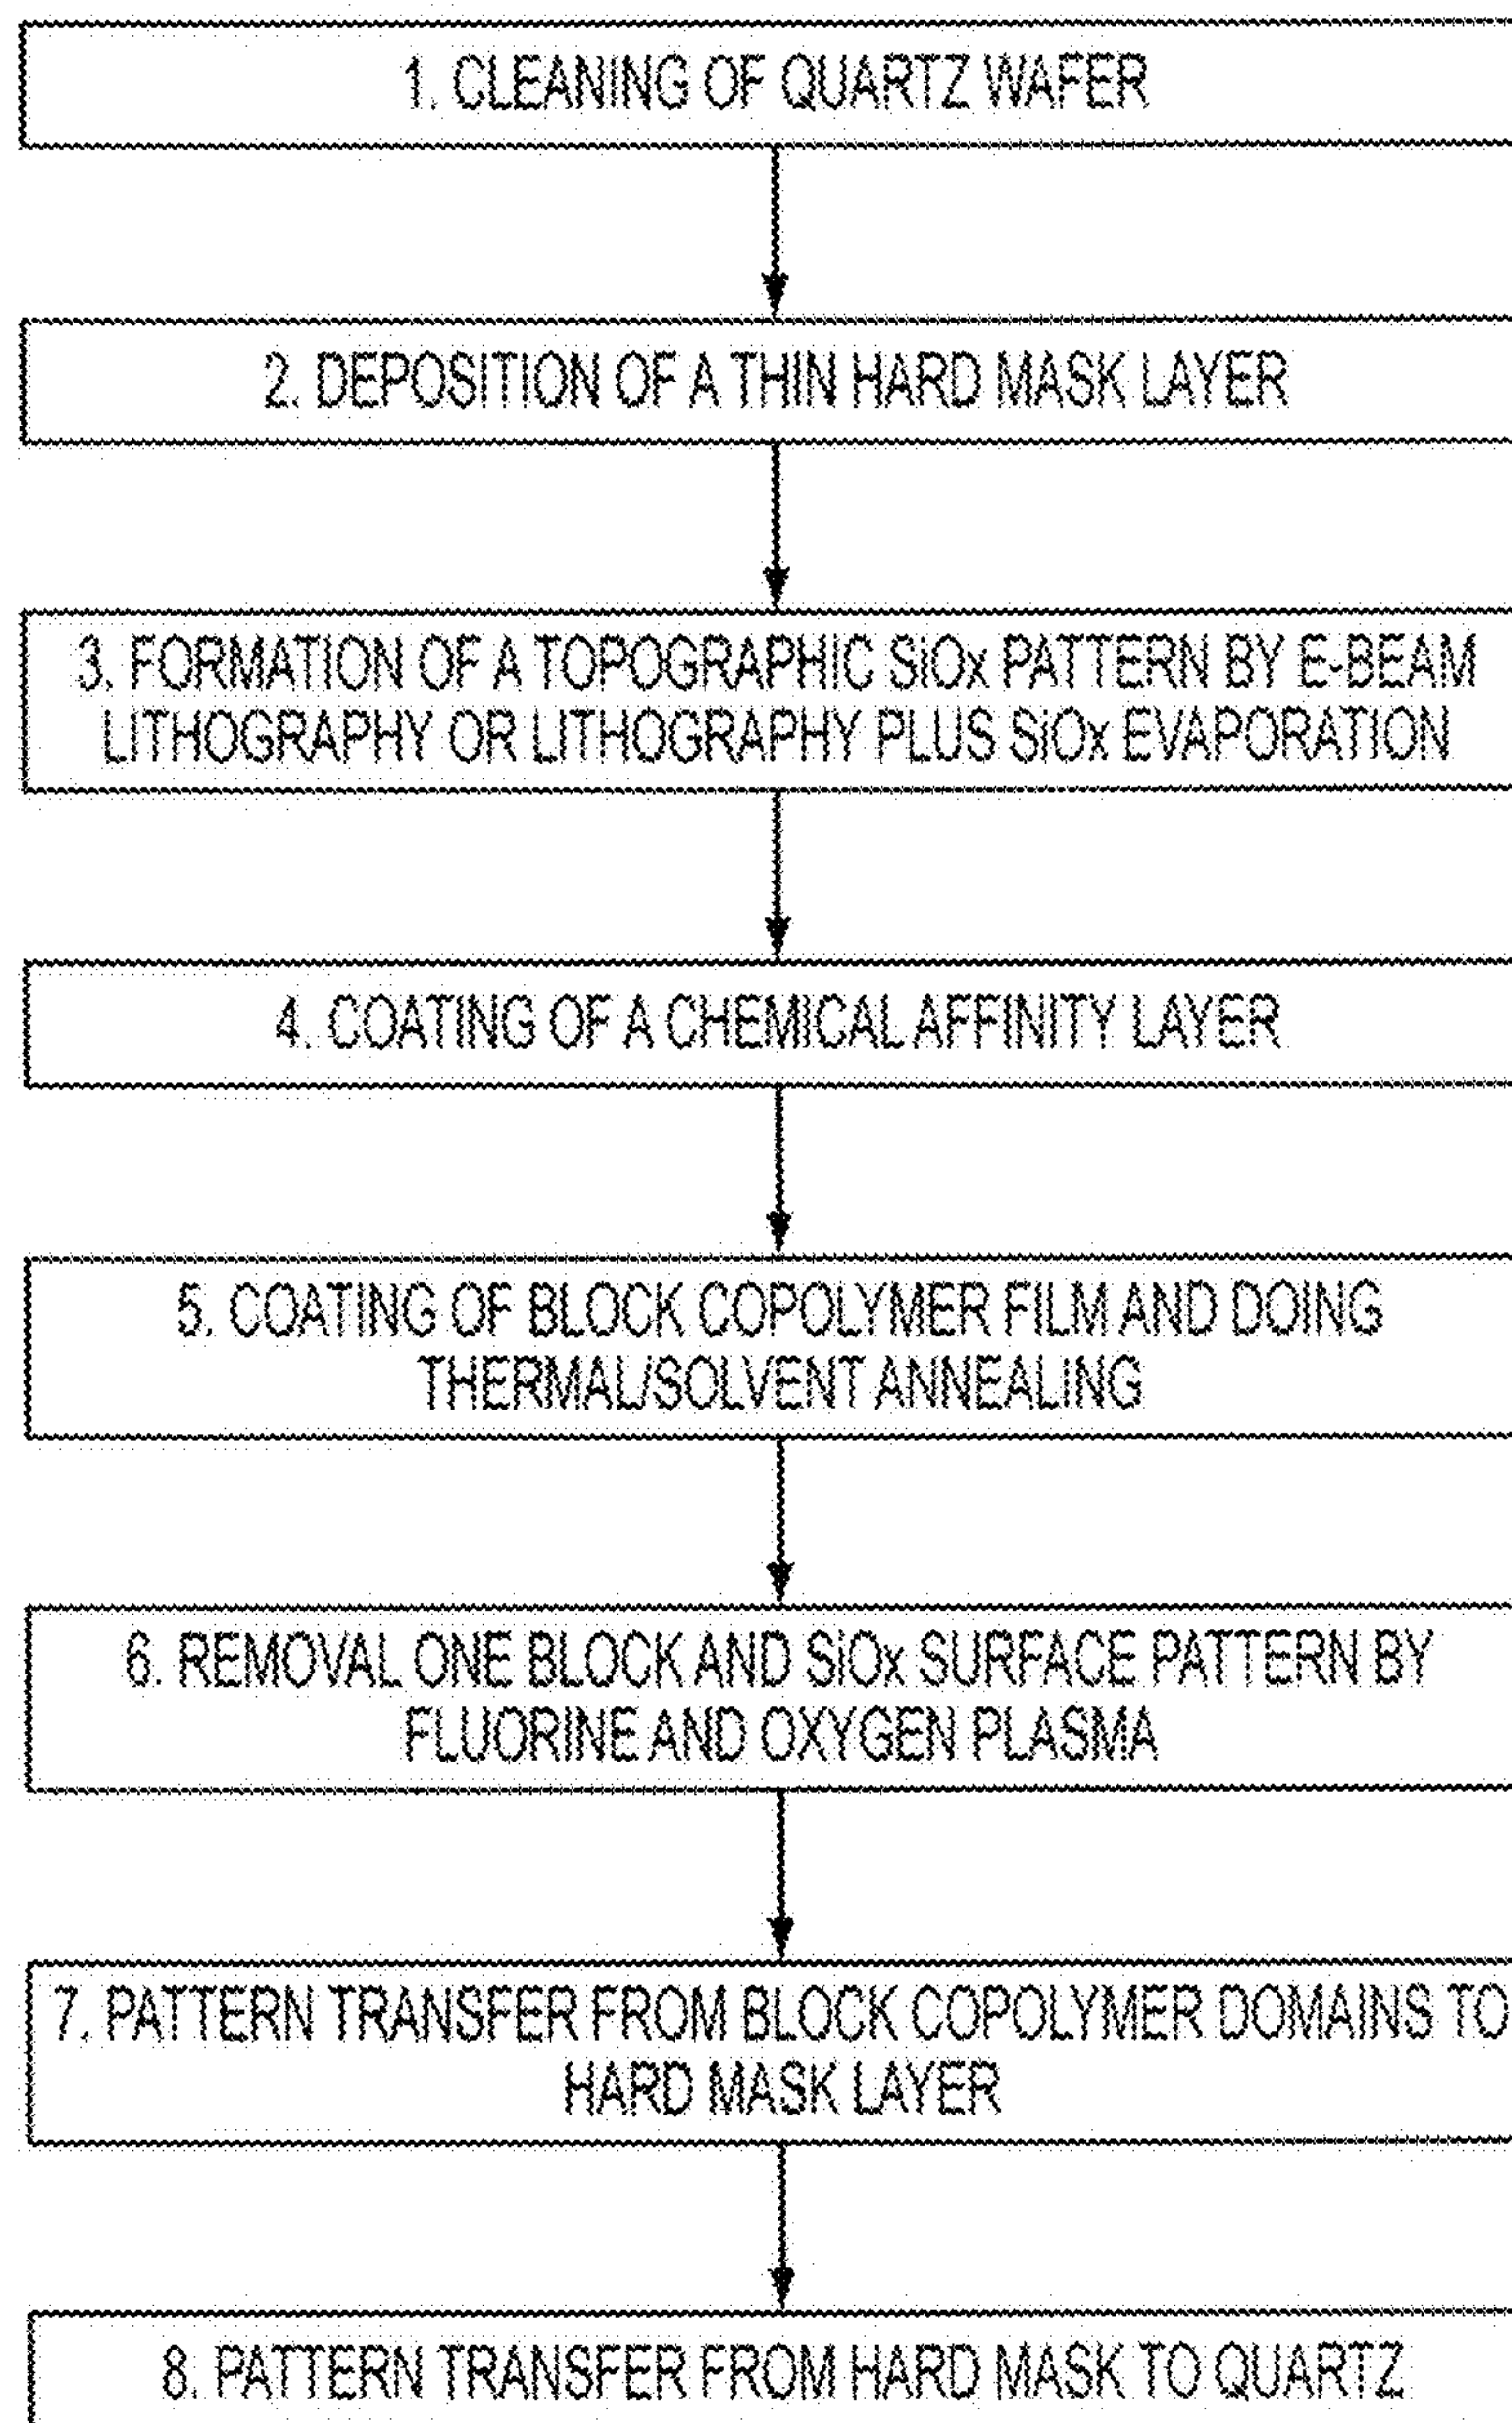 1. CLEANING OF QUARTZ WAFER
2. DEPOSITION OF A THIN HARD MASK LAYER
3. FORMATION OF A TOPOGRAPHIC SiOx PATTERN BY E-BEAM
LITHOGRAPHY OR LITHOGRAPHY PLUS SiOx EVAPORATION
4. COATING OF A CHEMICAL AFFINITY LAYER
5. COATING OF BLOCK COPOLYMER FILM AND DOING
THERMAL/SOLVENT ANNEALING
6. REMOVAL ONE BLOCK AND SiOx SURFACE PATTERN BY
FLUORINE AND OXYGEN PLASMA
7. PATTERN TRANSFER FROM BLOCK COPOLYMER DOMAINS TO
HARD MASK LAYER
8. PATTERN TRANSFER FROM HARD MASK TO QUARTZ